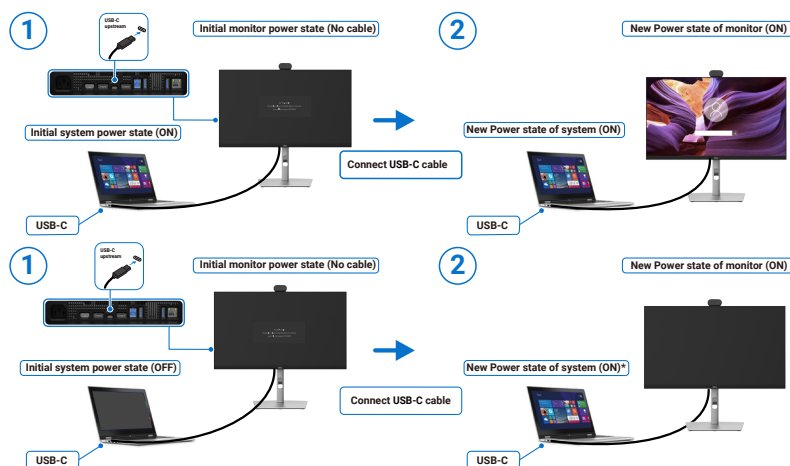 1
USB-C
upstream
Initial monitor power state (No cable)
2
New Power state of monitor (ON)
Initial system power state (ON)
New Power state of system (ON)
Connect USB-C cable
USB-C
USB-C
1
USB-C
upstream
Initial monitor power state (No cable)
2
New Power state of monitor (ON)
Initial system power state (OFF)
New Power state of system (ON)*
Connect USB-C cable
USB-C
USB-C